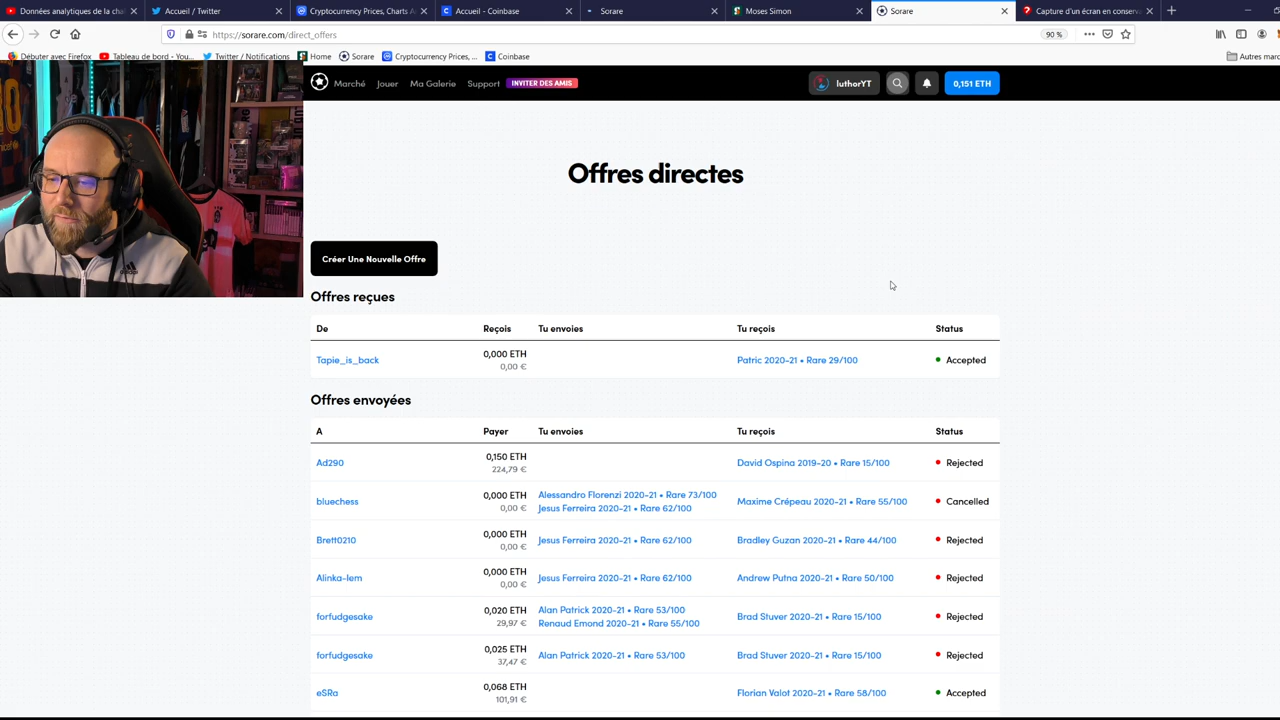 Données analytiques de la cha
Accueil / Twitter
Cryptocurrency Prices, Charts A
Accueil - Coinbase
Sorare
Moses Simon
Sorare
Capture d'un écran en conserva
https://sorare.com/direct_offers
90 %
Débuter avec Firefox
Tableau de bord - You...
Twitter / Notifications
Home
Sorare
Cryptocurrency Prices, ...
Coinbase
Autres marc
Marché
Jouer
Ma Galerie
Support
INVITER DES AMIS
luthorYT
0,151 ETH
Offres directes
Créer Une Nouvelle Offre
Offres reçues
De Reçois Tu envoies Tu reçois Status
Tapie_is_back 0,000 ETH Patric 2020-21 • Rare 29/100 Accepted
0,00 €
Offres envoyées
A Payer Tu envoies Tu reçois Status
Ad290 0,150 ETH David Ospina 2019-20 • Rare 15/100 Rejected
224,79 €
bluechess 0,000 ETH Alessandro Florenzi 2020-21 • Rare 73/100 Maxime Crépeau 2020-21 • Rare 55/100 Cancelled
0,00 € Jesus Ferreira 2020-21 • Rare 62/100
Brett0210 0,000 ETH Jesus Ferreira 2020-21 • Rare 62/100 Bradley Guzan 2020-21 • Rare 44/100 Rejected
0,00 €
Alinka-lem 0,000 ETH Jesus Ferreira 2020-21 • Rare 62/100 Andrew Putna 2020-21 • Rare 50/100 Rejected
0,00 €
forfudgesake 0,020 ETH Alan Patrick 2020-21 • Rare 53/100 Brad Stuver 2020-21 • Rare 15/100 Rejected
29,97 € Renaud Emond 2020-21 • Rare 55/100
forfudgesake 0,025 ETH Alan Patrick 2020-21 • Rare 53/100 Brad Stuver 2020-21 • Rare 15/100 Rejected
37,47 €
eSRa 0,068 ETH Florian Valot 2020-21 • Rare 58/100 Accepted
101,91 €